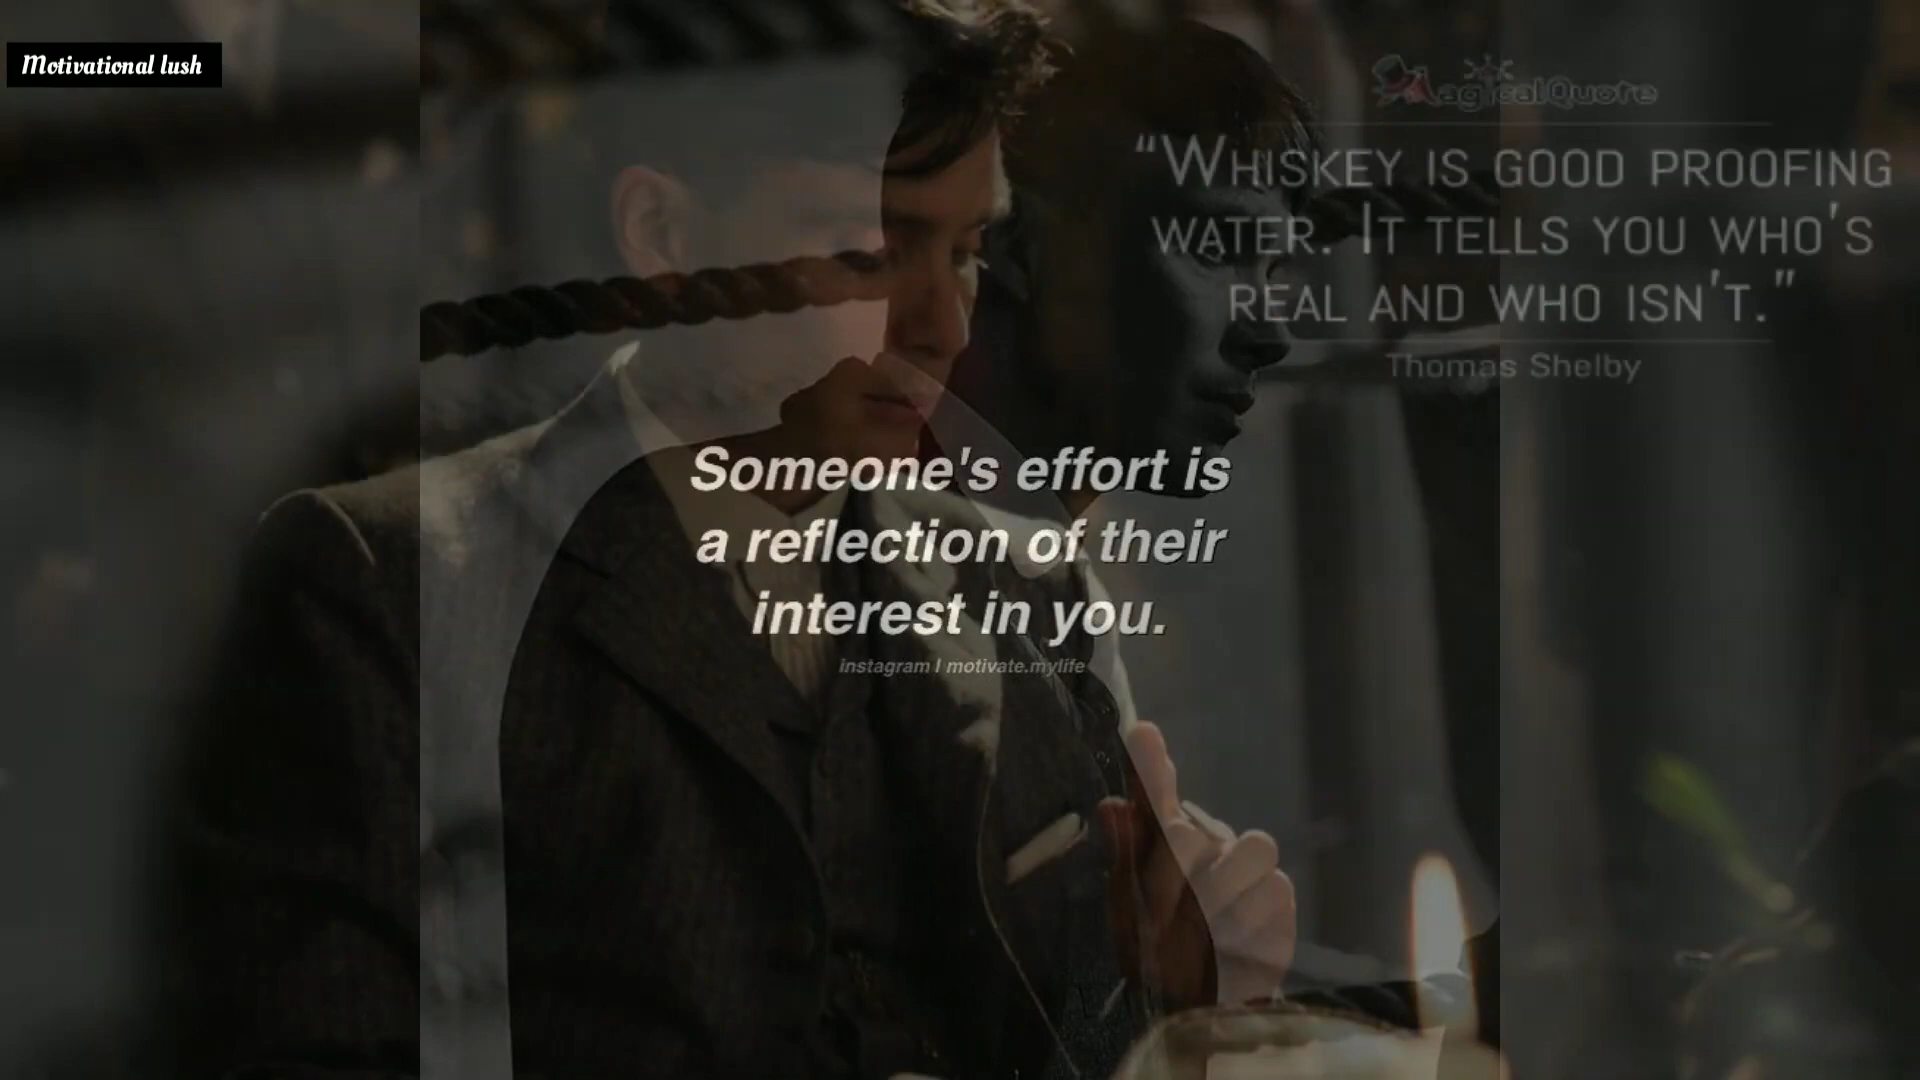 Motivational lush
MagicalQuote
"WHISKEY IS GOOD PROOFING
WATER. IT TELLS YOU WHO'S
REAL AND WHO ISN'T."
Thomas Shelby
Someone's effort is
a reflection of their
interest in you.
instagram I motivate.mylife